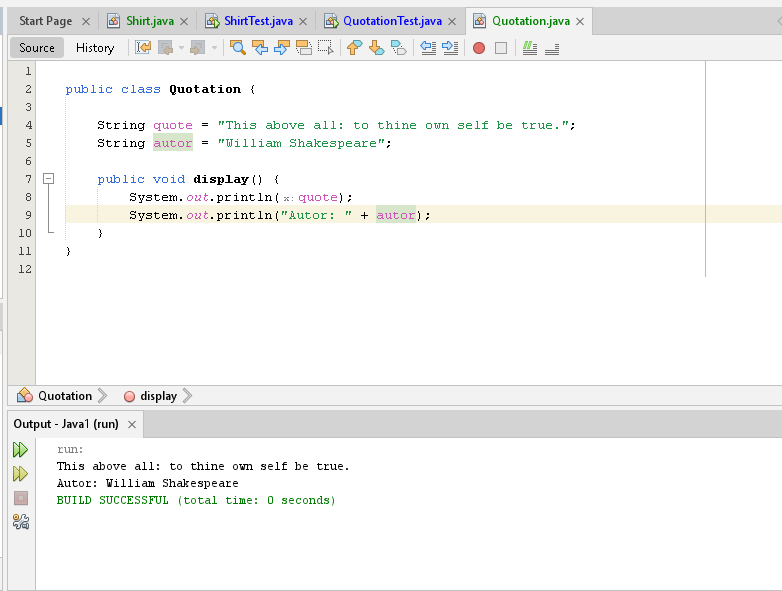 Start Page
Shirt.java
ShirtTest.java
QuotationTest.java
Quotation.java
Source
History
1
2 public class Quotation {
3
4 String quote = "This above all: to thine own self be true.";
5 String autor = "William Shakespeare";
6
7 public void display() {
8 System.out.println(x: quote);
9 System.out.println("Autor: " + autor);
10 }
11 }
12
Quotation
display
Output - Java1 (run)
run:
This above all: to thine own self be true.
Autor: William Shakespeare
BUILD SUCCESSFUL (total time: 0 seconds)